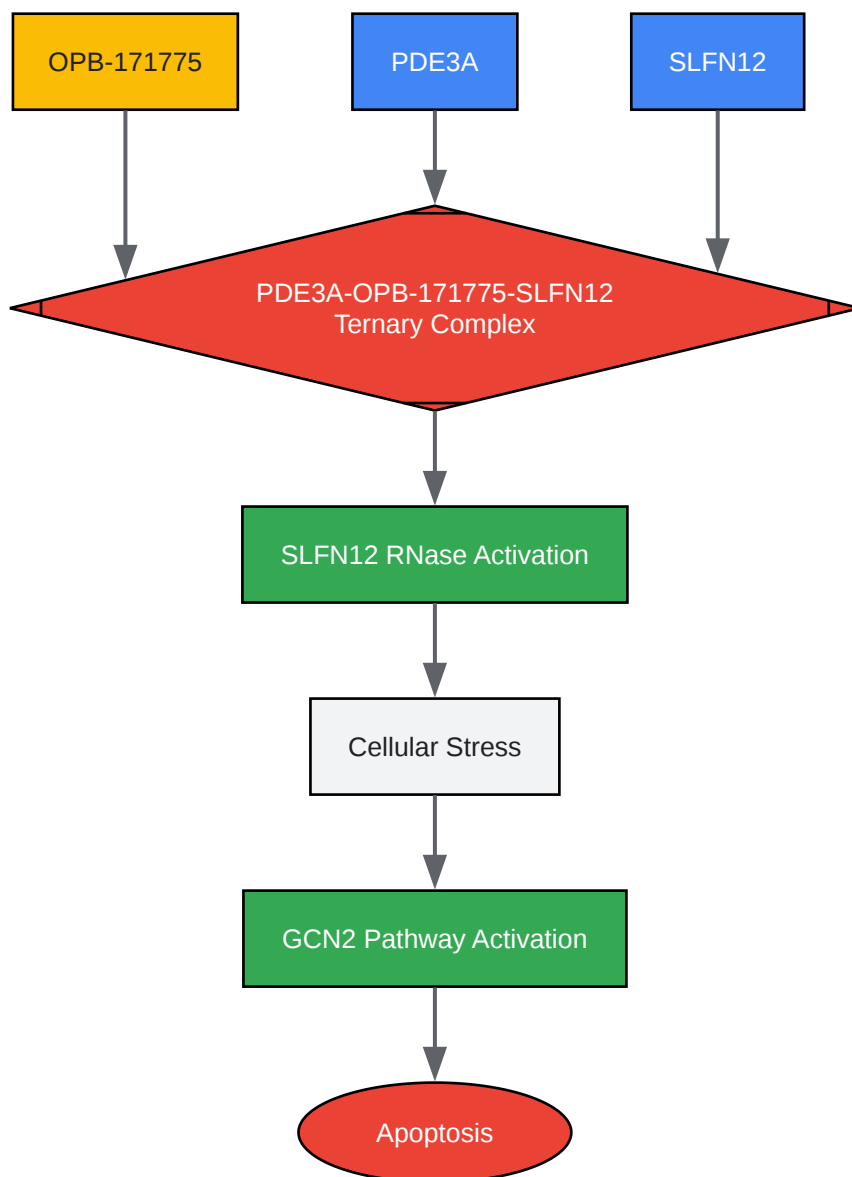 OPB-171775
PDE3A
SLFN12
PDE3A-OPB-171775-SLFN12
Ternary Complex
SLFN12 RNase Activation
Cellular Stress
GCN2 Pathway Activation
Apoptosis